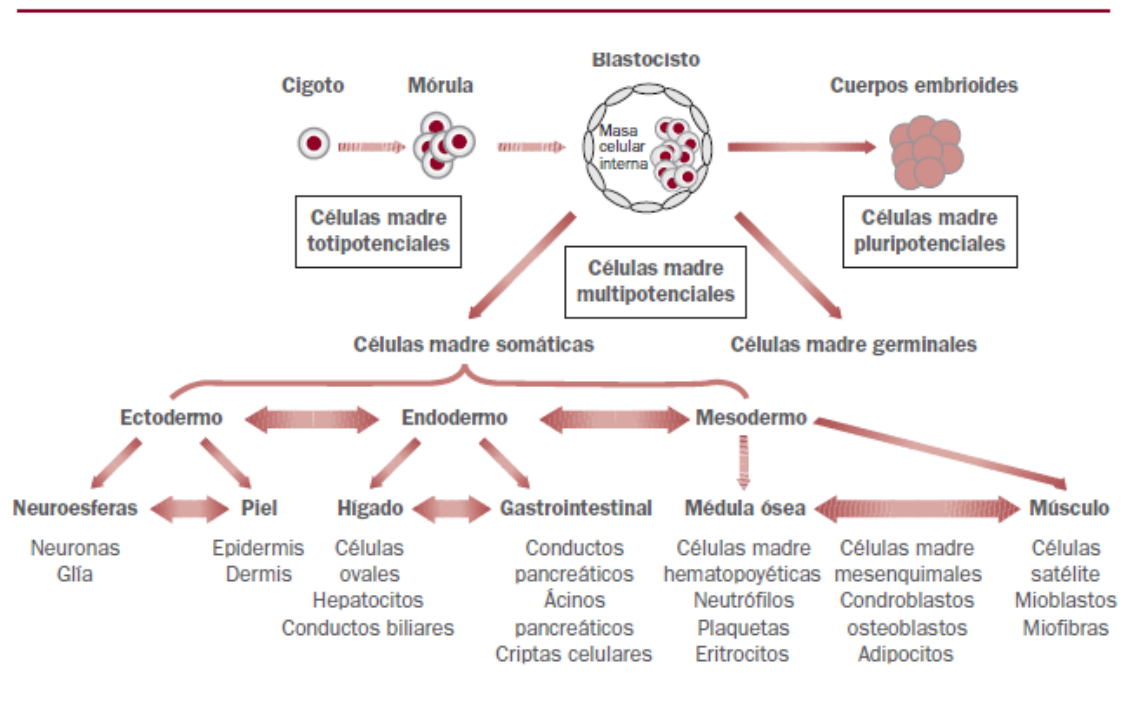 Blastocisto
Cigoto
Mórula
Cuerpos embrioides
Masa
celular
interna
Células madre
totipotenciales
Células madre
pluripotenciales
Células madre
multipotenciales
Células madre somáticas
Células madre germinales
Ectodermo
Endodermo
Mesodermo
Neuroesferas
Piel
Hígado
Gastrointestinal
Médula ósea
Músculo
Neuronas
Glía
Epidermis
Dermis
Células
ovales
Hepatocitos
Conductos biliares
Conductos
pancreáticos
Ácinos
pancreáticos
Criptas celulares
Células madre
hematopoyéticas
Neutrófilos
Plaquetas
Eritrocitos
Células madre
mesenquimales
Condroblastos
osteoblastos
Adipocitos
Células
satélite
Mioblastos
Miofibras